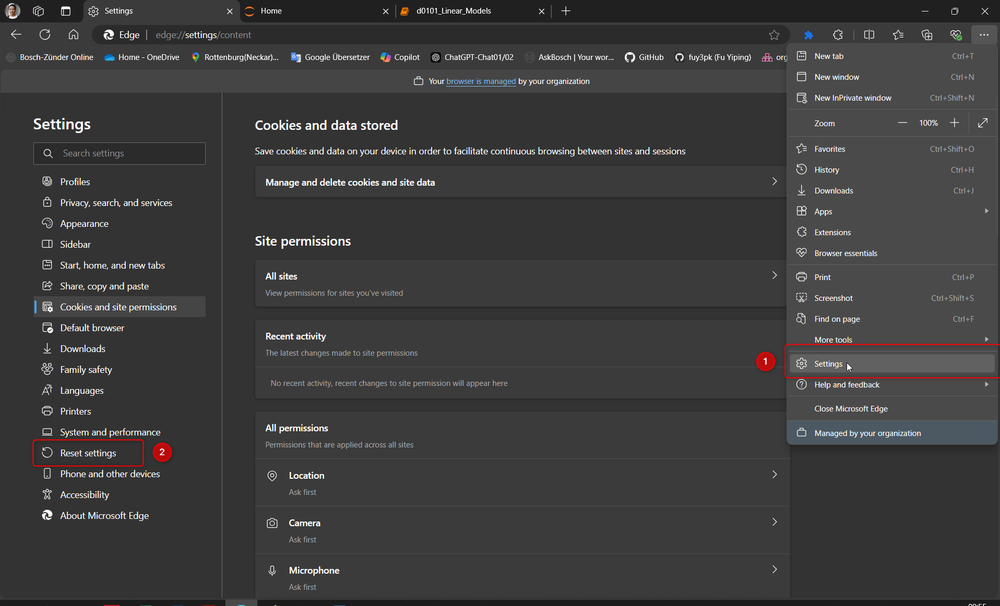 Settings
Home
d0101_Linear_Models
Edge
edge://settings/content
Bosch-Zünder Online
Home - OneDrive
Rottenburg(Neckar)...
Google Übersetzer
Copilot
ChatGPT-Chat01/02
AskBosch | Your wor...
GitHub
fuy3pk (Fu Yiping)
org
Your browser is managed by your organization
Settings
Search settings
Profiles
Privacy, search, and services
Appearance
Sidebar
Start, home, and new tabs
Share, copy and paste
Cookies and site permissions
Default browser
Downloads
Family safety
Languages
Printers
System and performance
Reset settings
2
Phone and other devices
Accessibility
About Microsoft Edge
Cookies and data stored
Save cookies and data on your device in order to facilitate continuous browsing between sites and sessions
Manage and delete cookies and site data
Site permissions
All sites
View permissions for sites you've visited
Recent activity
The latest changes made to site permissions
No recent activity, recent changes to site permission will appear here
All permissions
Permissions that are applied across all sites
Location
Ask first
Camera
Ask first
Microphone
Ask first
New tab Ctrl+T
New window Ctrl+N
New InPrivate window Ctrl+Shift+N
Zoom 100%
Favorites Ctrl+Shift+O
History Ctrl+H
Downloads Ctrl+J
Apps
Extensions
Browser essentials
Print Ctrl+P
Screenshot Ctrl+Shift+S
Find on page Ctrl+F
More tools
1
Settings
Help and feedback
Close Microsoft Edge
Managed by your organization